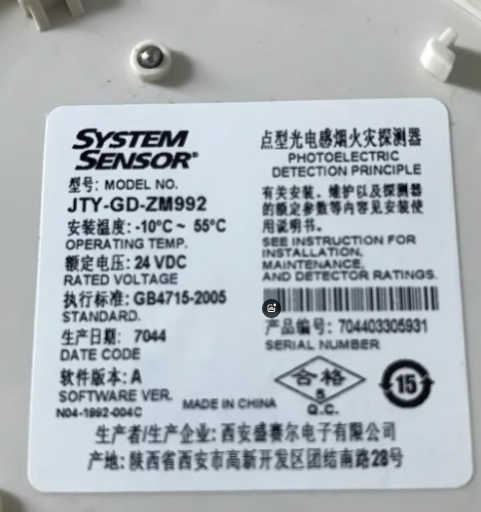 SYSTEM SENSOR
型号: MODEL NO.
JTY-GD-ZM992
安装温度: -10°C ~ 55°C
OPERATING TEMP.
额定电压: 24 VDC
RATED VOLTAGE
执行标准: GB4715-2005
STANDARD.
生产日期: 7044
DATE CODE
软件版本: A
SOFTWARE VER.
N04-1992-004C
MADE IN CHINA
点型光电感烟火灾探测器
PHOTOELECTRIC
DETECTION PRINCIPLE
有关安装、维护以及探测器
的额定参数等内容见安装使
用说明书。
SEE INSTRUCTION FOR
INSTALLATION,
MAINTENANCE,
AND DETECTOR RATINGS.
产品编号: 704403305931
SERIAL NUMBER
合格
5
Q.C.
15
生产者/生产企业: 西安盛赛尔电子有限公司
产地: 陕西省西安市高新开发区团结南路28号